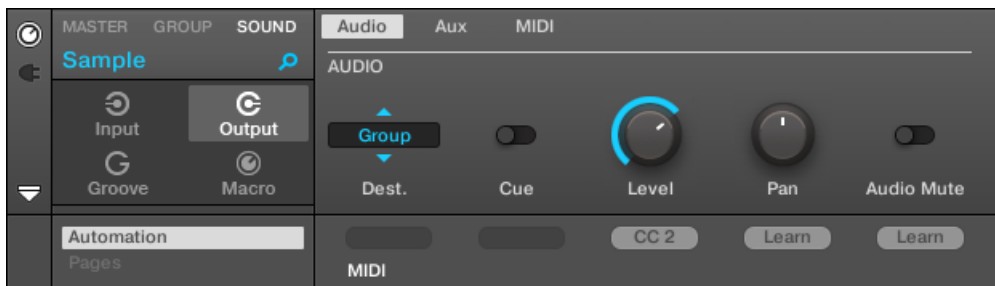 MASTER GROUP SOUND
Sample
Input Output
Groove Macro
Automation
Pages
Audio Aux MIDI
AUDIO
Group
Dest. Cue Level Pan Audio Mute
CC 2 Learn Learn
MIDI